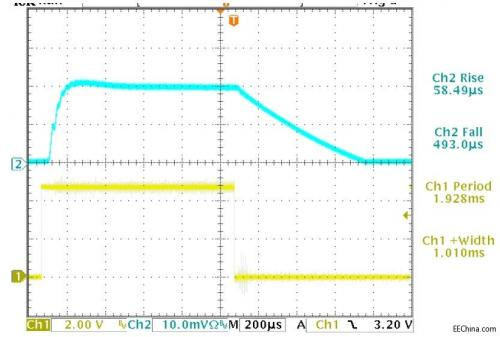 T
Ch2 Rise
58.49µs
Ch2 Fall
493.0µs
2
Ch1 Period
1.928ms
Ch1 +Width
1.010ms
1
Ch1 2.00 V Ch2 10.0mVΩ M 200µs A Ch1 3.20 V
EEChina.com